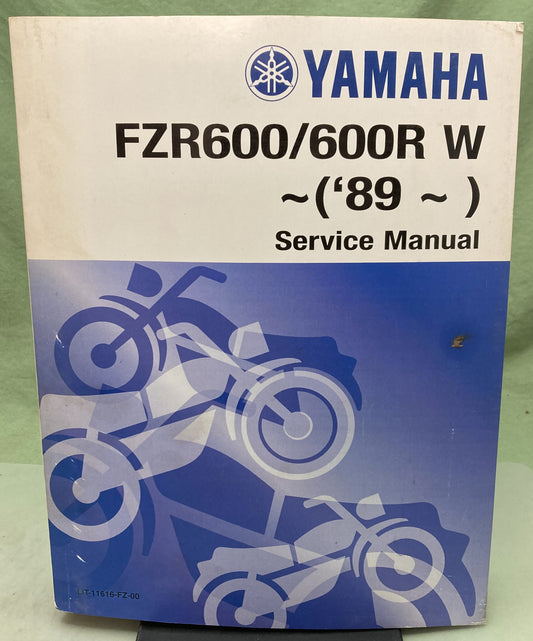 YAMAHA
FZR600/600R W
~('89 ~ )
Service Manual
LIT-11616-FZ-00